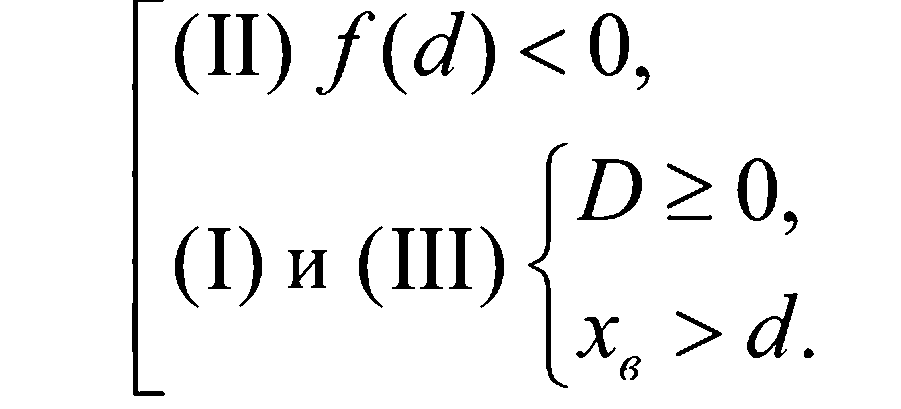 (II) f(d) < 0,
D ≥ 0,
(I) и (III)
x_в > d.